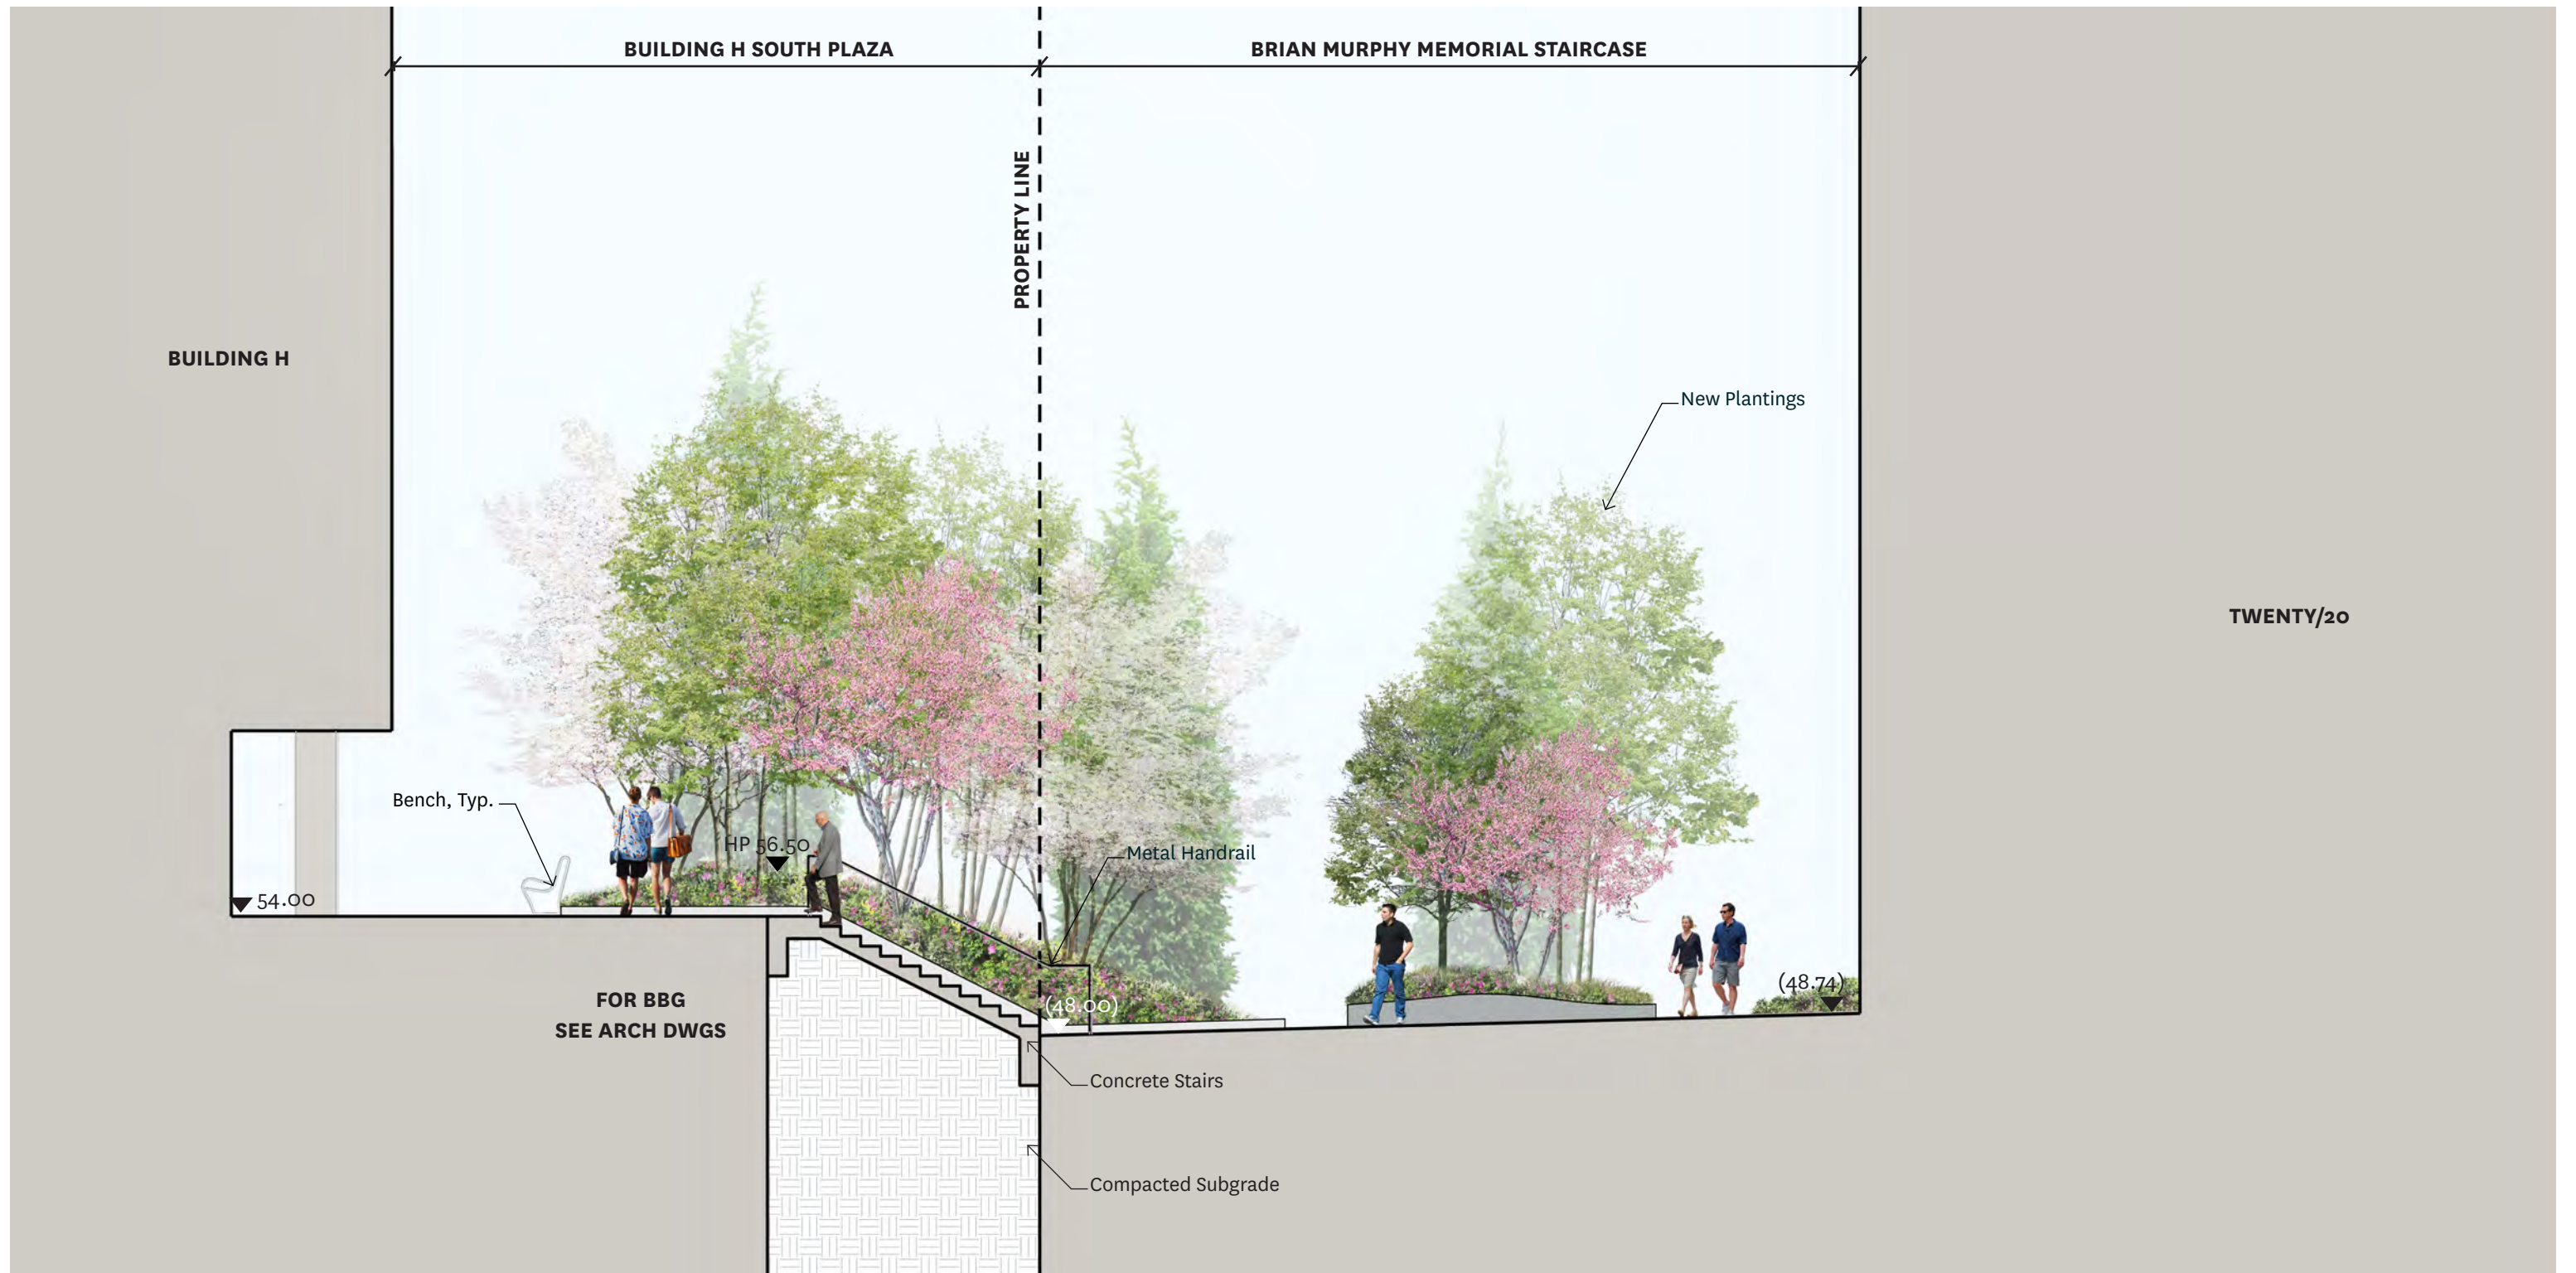 BUILDING H SOUTH PLAZA
BRIAN MURPHY MEMORIAL STAIRCASE
PROPERTY LINE
BUILDING H
New Plantings
TWENTY/20
Bench, Typ.
HP 56.50
Metal Handrail
54.00
(48.74)
(48.00)
FOR BBG
SEE ARCH DWGS
Concrete Stairs
Compacted Subgrade